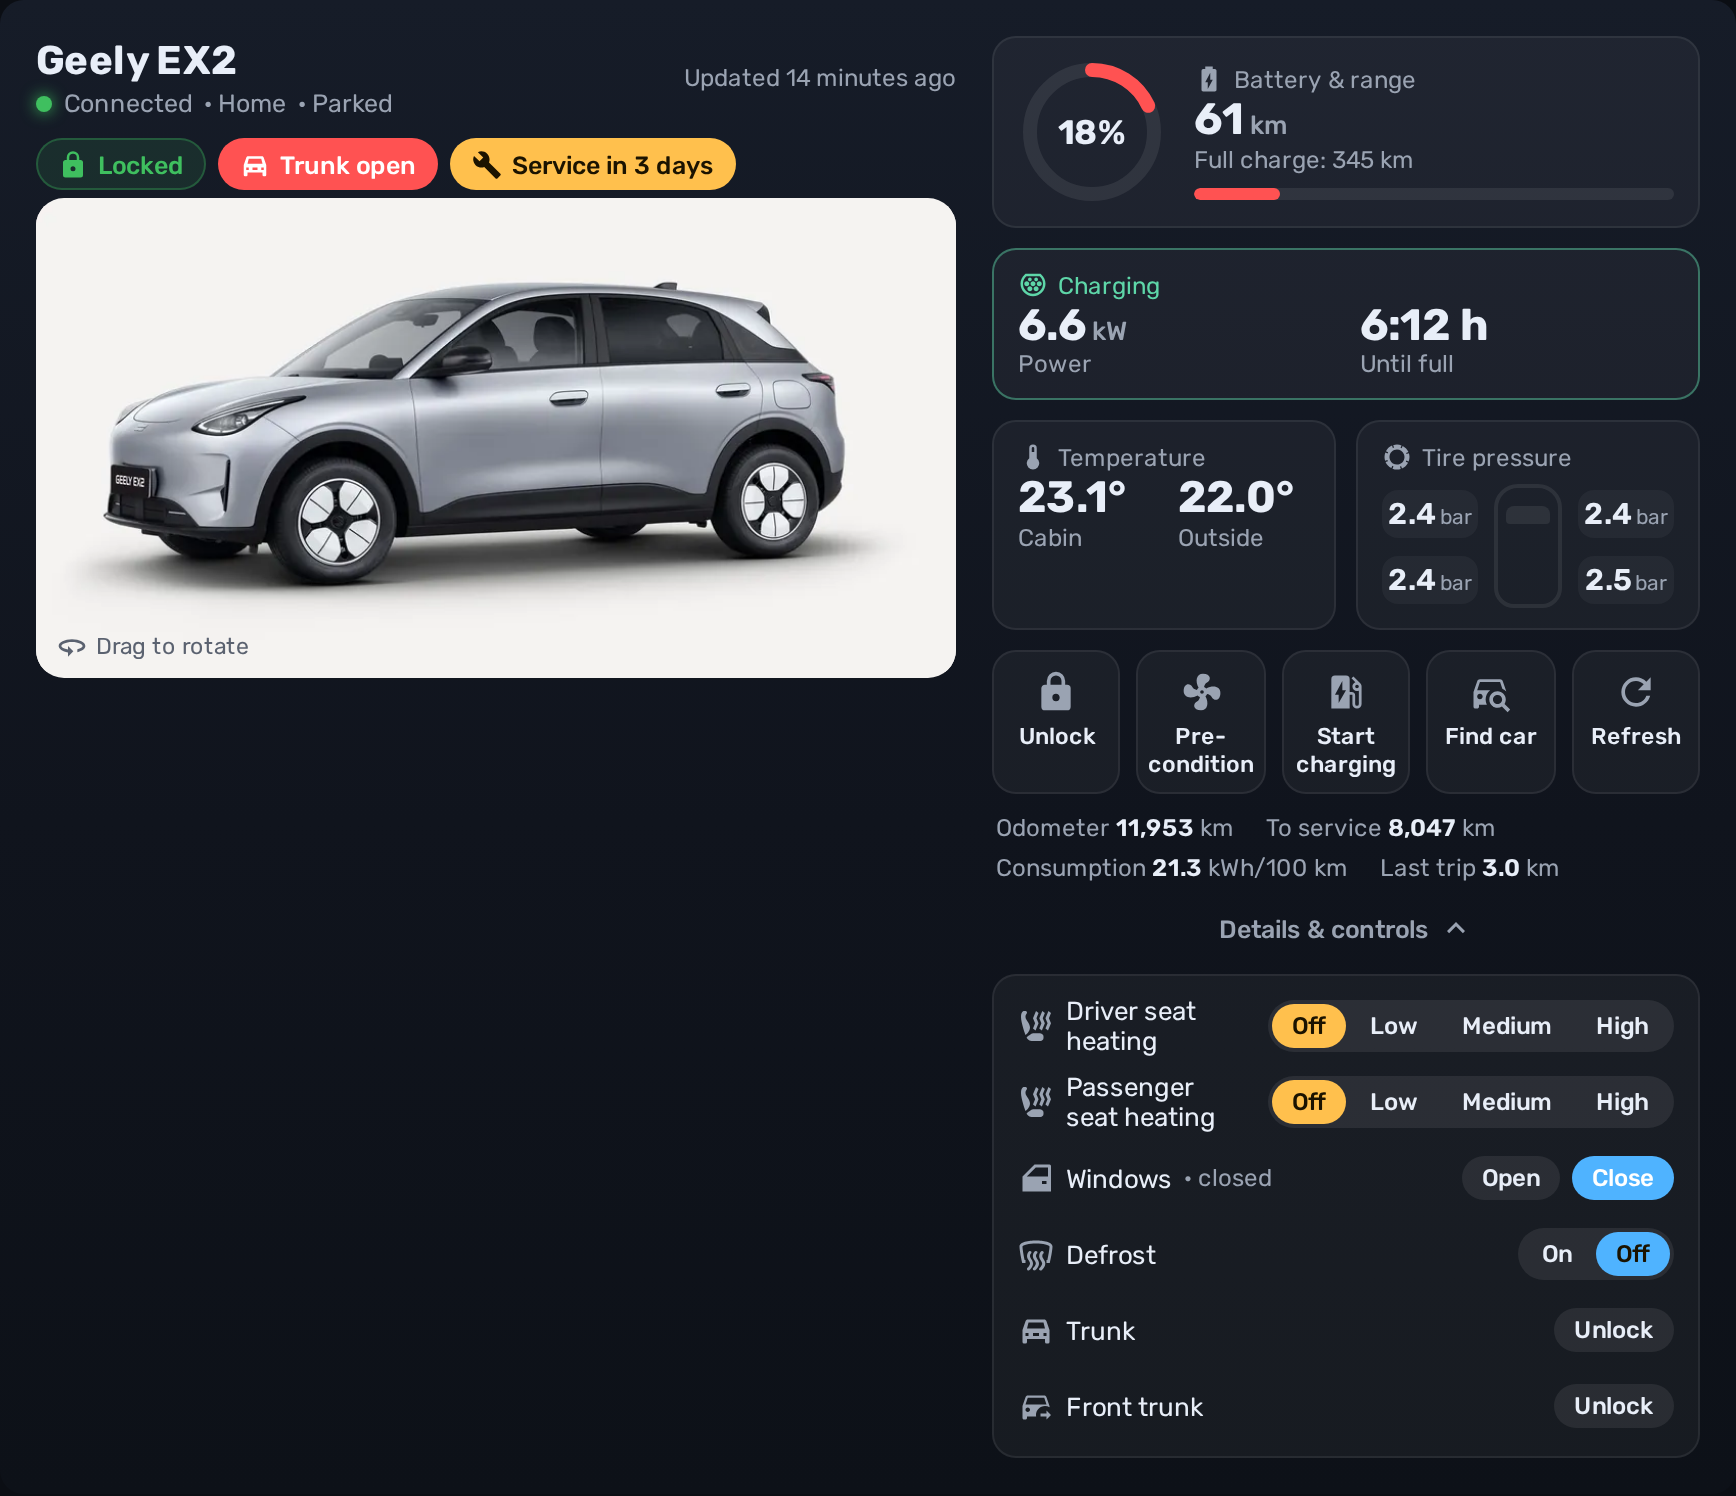 Geely EX2
Connected • Home • Parked
Updated 14 minutes ago
Locked
Trunk open
Service in 3 days
GEELY EX2
Drag to rotate
18%
Battery & range
61 km
Full charge: 345 km
Charging
6.6 kW
Power
6:12 h
Until full
Temperature
23.1°
Cabin
22.0°
Outside
Tire pressure
2.4 bar
2.4 bar
2.4 bar
2.5 bar
Unlock
Pre-
condition
Start
charging
Find car
Refresh
Odometer 11,953 km To service 8,047 km
Consumption 21.3 kWh/100 km Last trip 3.0 km
Details & controls
Driver seat
heating
Off Low Medium High
Passenger
seat heating
Off Low Medium High
Windows • closed
Open Close
Defrost
On Off
Trunk
Unlock
Front trunk
Unlock